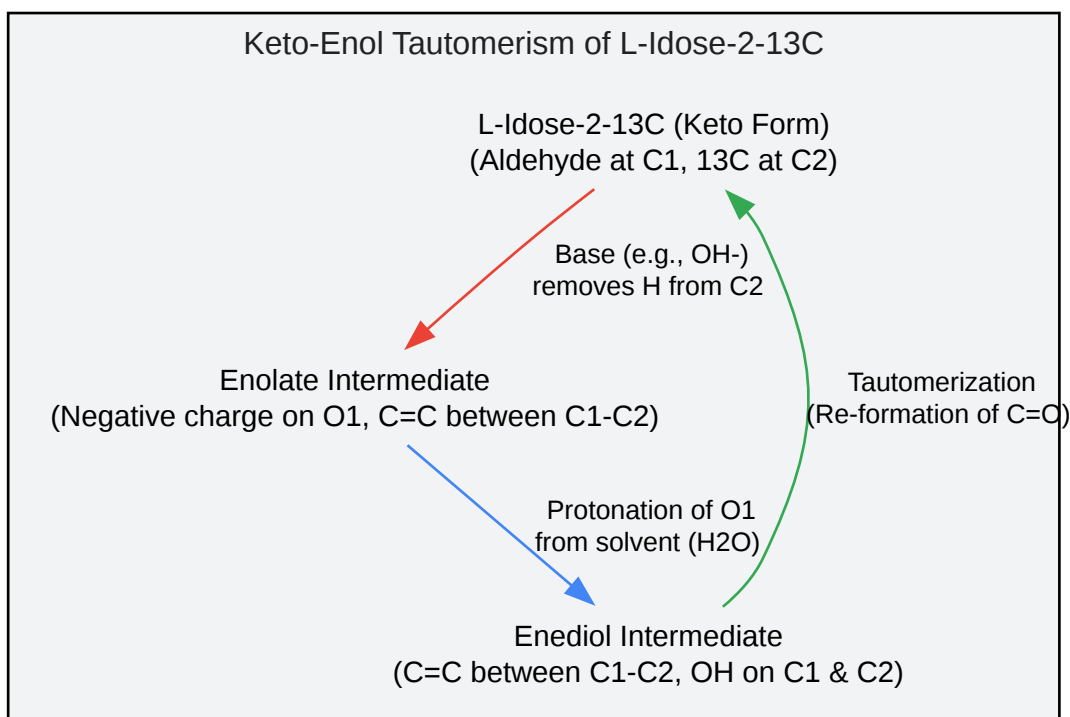 Keto-Enol Tautomerism of L-Idose-2-13C
L-Idose-2-13C (Keto Form)
(Aldehyde at C1, 13C at C2)
Base (e.g., OH-)
removes H from C2
Enolate Intermediate
(Negative charge on O1, C=C between C1-C2)
Tautomerization
(Re-formation of C=O)
Protonation of O1
from solvent (H2O)
Enediol Intermediate
(C=C between C1-C2, OH on C1 & C2)